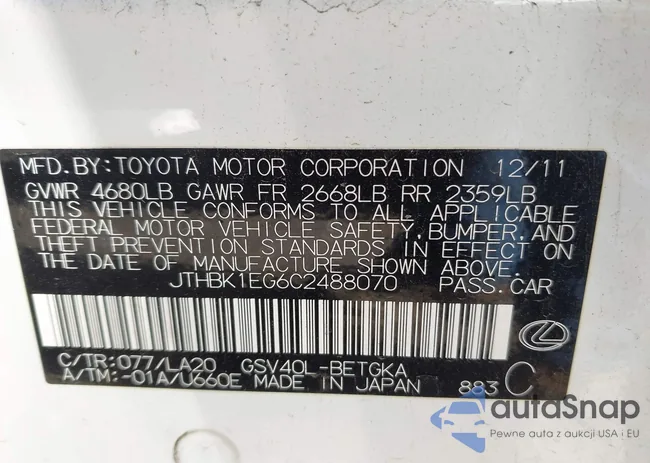 MFD.BY:TOYOTA MOTOR CORPORATION 12/11
GVWR 4680LB GAWR FR 2668LB RR 2359LB
THIS VEHICLE CONFORMS TO ALL APPLICABLE
FEDERAL MOTOR VEHICLE SAFETY,BUMPER AND
THEFT PREVENTION STANDARDS IN EFFECT ON
THE DATE OF MANUFACTURE SHOWN ABOVE.
JTHBK1EG6C2488070 PASS.CAR
C/TR:077/LA20 GSV40L-BETGKA
A/TM:-01A/U660E MADE IN JAPAN 883 C
autaSnap
Pewne auta z aukcji USA i EU